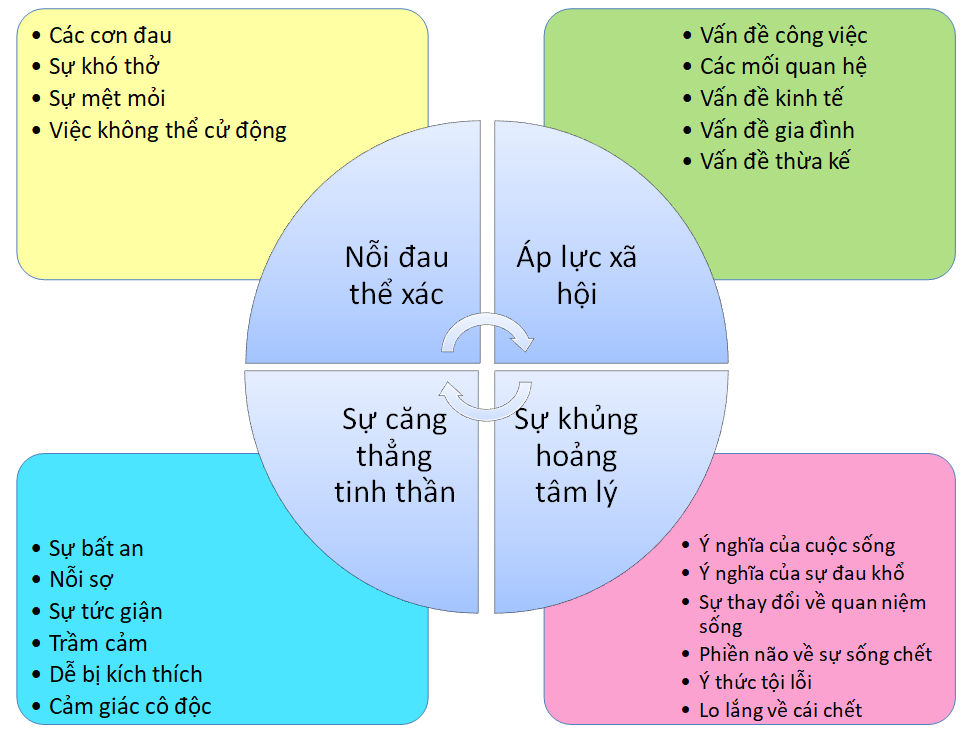 • Các cơn đau
• Sự khó thở
• Sự mệt mỏi
• Việc không thể cử động
• Vấn đề công việc
• Các mối quan hệ
• Vấn đề kinh tế
• Vấn đề gia đình
• Vấn đề thừa kế
Nỗi đau
thể xác
Áp lực xã
hội
Sự căng
thẳng
tinh thần
Sự khủng
hoảng
tâm lý
• Sự bất an
• Nỗi sợ
• Sự tức giận
• Trầm cảm
• Dễ bị kích thích
• Cảm giác cô độc
• Ý nghĩa của cuộc sống
• Ý nghĩa của sự đau khổ
• Sự thay đổi về quan niệm
sống
• Phiền não về sự sống chết
• Ý thức tội lỗi
• Lo lắng về cái chết